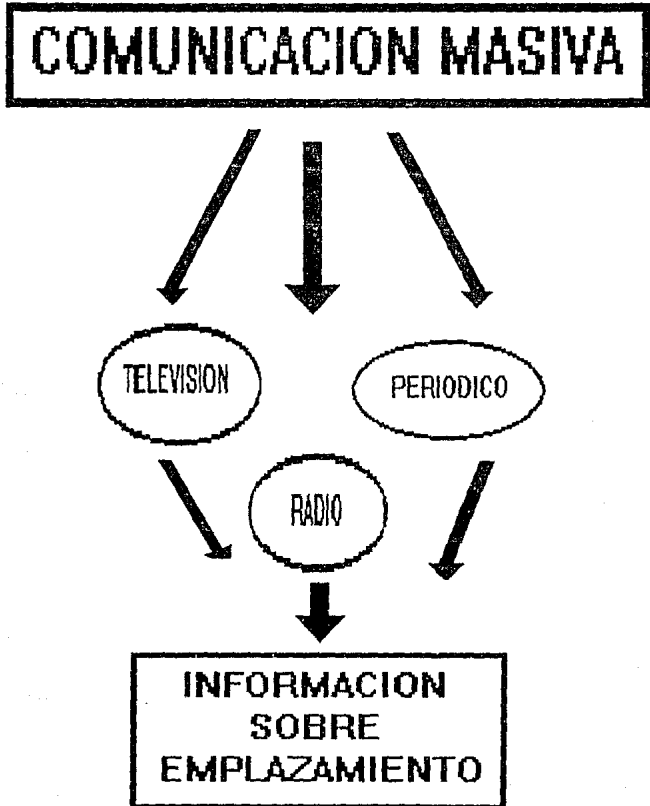 COMUNICACION MASIVA
TELEVISION
PERIODICO
RADIO
INFORMACION
SOBRE
EMPLAZAMIENTO